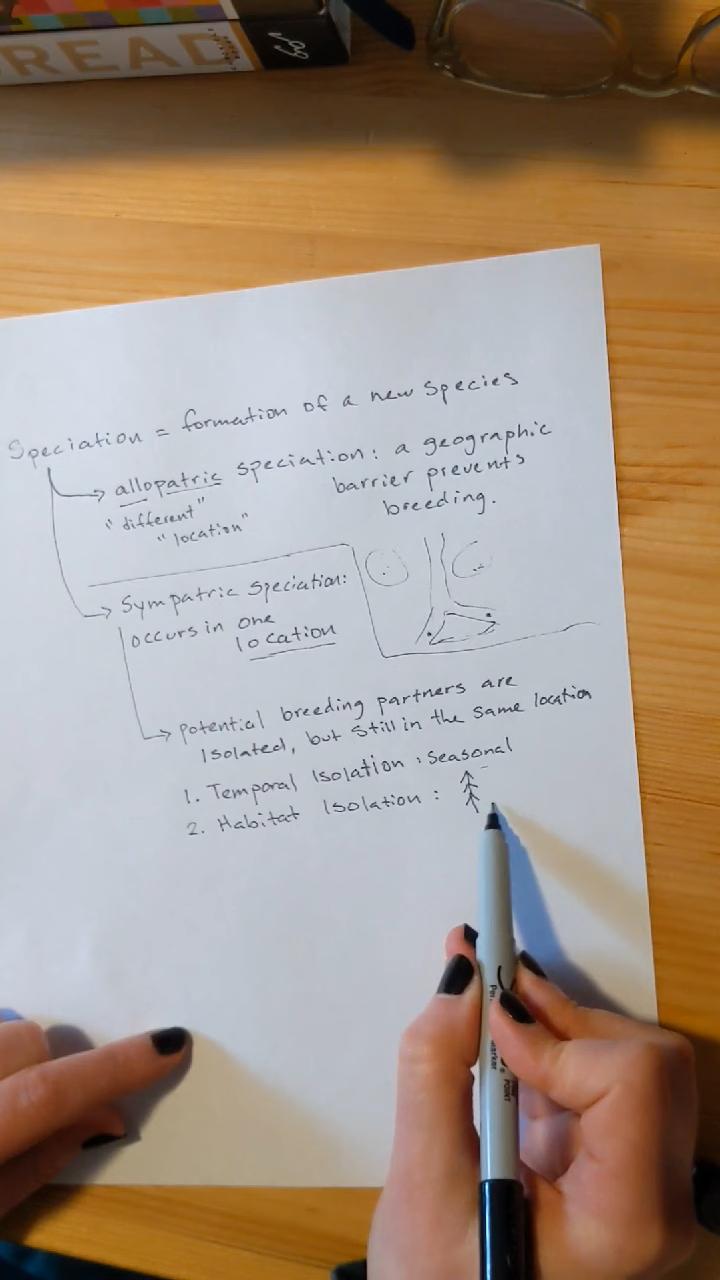 READ
Speciation = formation of a new species
allopatric speciation: a geographic
barrier prevents
breeding.
"different"
"location"
Sympatric speciation:
occurs in one
location
potential breeding partners are
isolated, but still in the same location
1. Temporal Isolation : seasonal
2. Habitat Isolation :